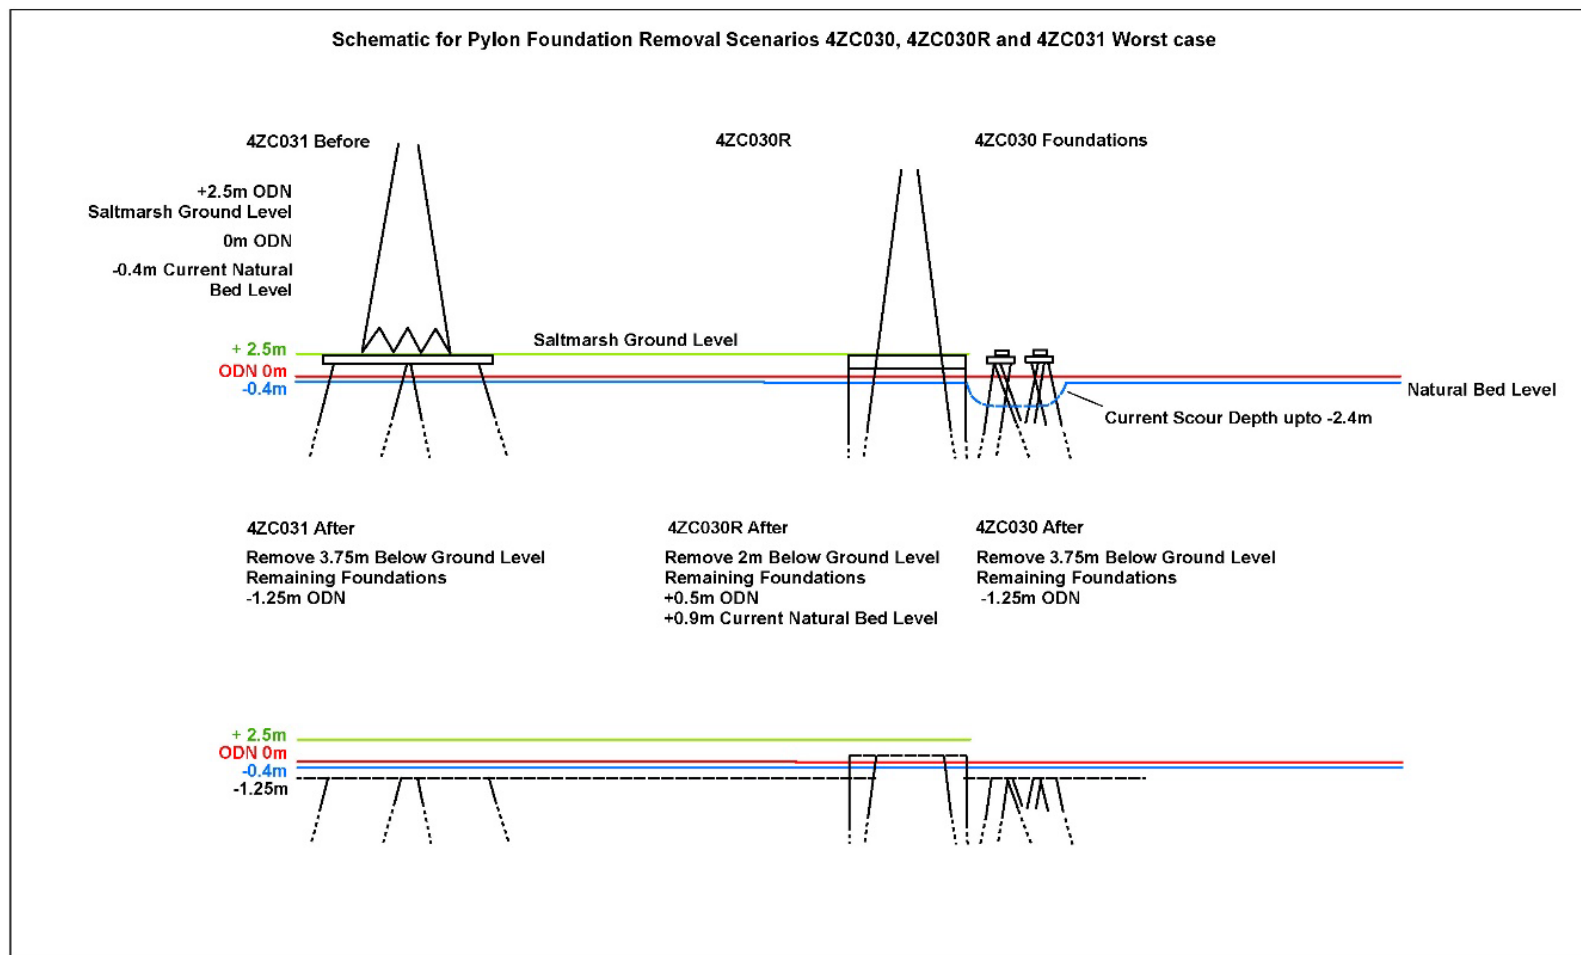 Schematic for Pylon Foundation Removal Scenarios 4ZC030, 4ZC030R and 4ZC031 Worst case
4ZC031 Before
4ZC030R
4ZC030 Foundations
+2.5m ODN
Saltmarsh Ground Level
0m ODN
-0.4m Current Natural
Bed Level
Saltmarsh Ground Level
+ 2.5m
ODN 0m
-0.4m
Natural Bed Level
Current Scour Depth upto -2.4m
4ZC031 After
Remove 3.75m Below Ground Level
Remaining Foundations
-1.25m ODN
4ZC030R After
Remove 2m Below Ground Level
Remaining Foundations
+0.5m ODN
+0.9m Current Natural Bed Level
4ZC030 After
Remove 3.75m Below Ground Level
Remaining Foundations
-1.25m ODN
+ 2.5m
ODN 0m
-0.4m
-1.25m